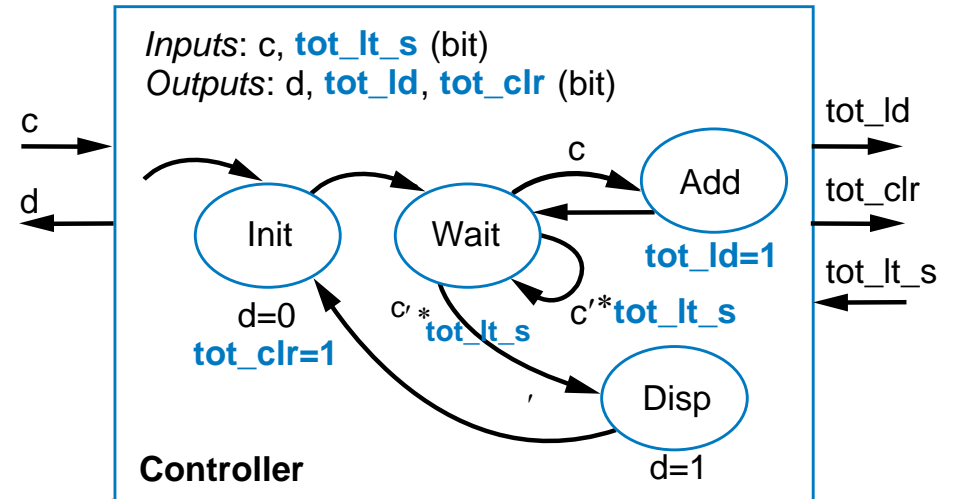 Inputs: c, tot_lt_s (bit)
Outputs: d, tot_ld, tot_clr (bit)
c
tot_ld
c
Add
d
tot_clr
Init
Wait
tot_ld=1
tot_lt_s
d=0
c′*
tot_lt_s
c′*tot_lt_s
tot_clr=1
′
Disp
Controller
d=1